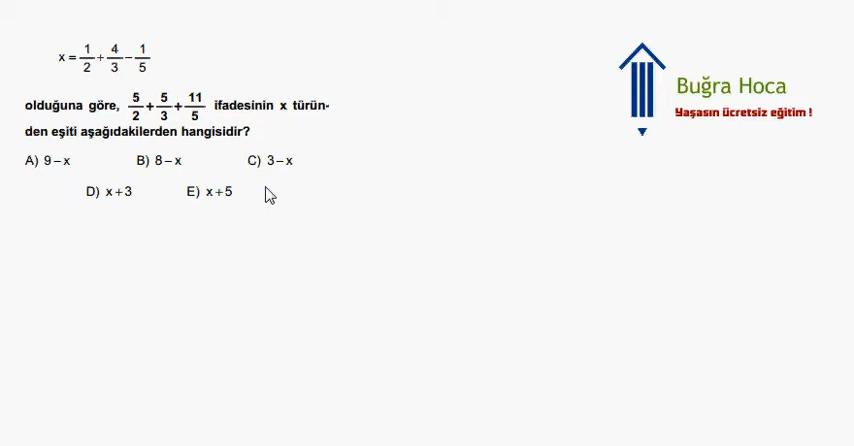 x = 1/2 + 4/3 − 1/5
olduğuna göre, 5/2 + 5/3 + 11/5 ifadesinin x türün-
den eşiti aşağıdakilerden hangisidir?
A) 9 – x B) 8 – x C) 3 – x
D) x + 3 E) x + 5
Buğra Hoca
Yaşasın ücretsiz eğitim !